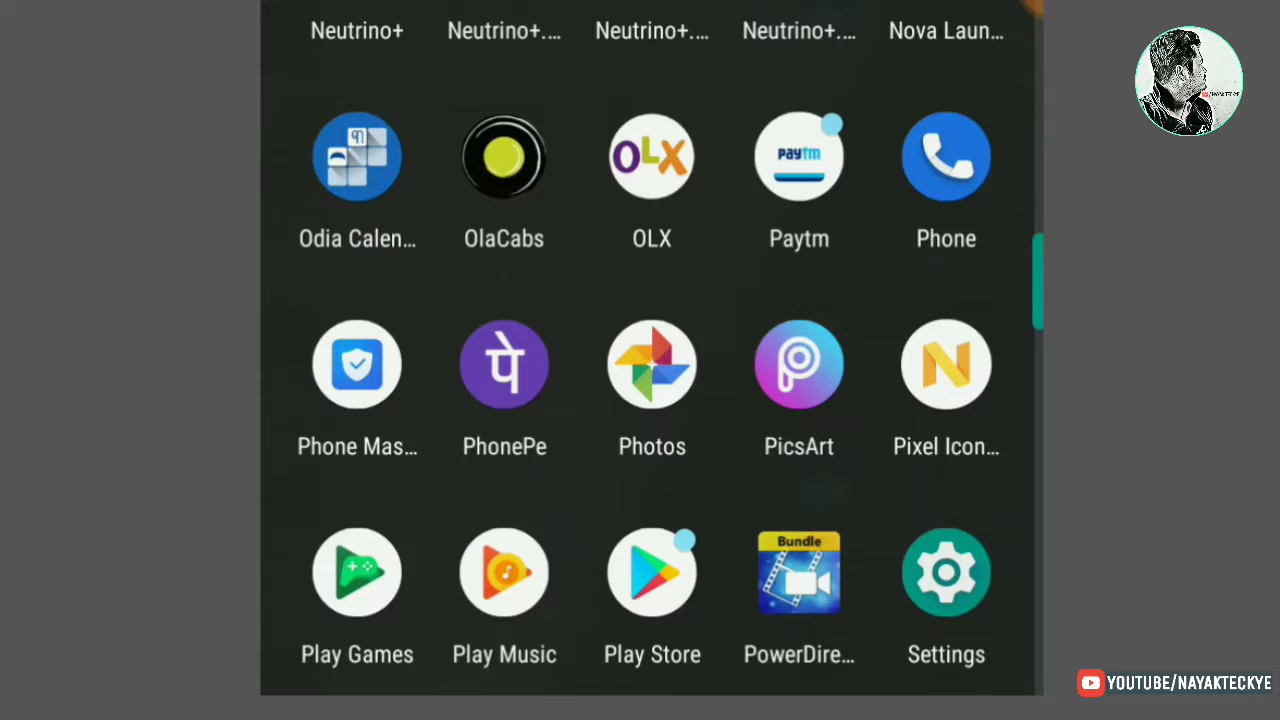 Neutrino+ Neutrino+.... Neutrino+.... Neutrino+.... Nova Laun...
OLX Paytm
Odia Calen... OlaCabs OLX Paytm Phone
पे N
Phone Mas... PhonePe Photos PicsArt Pixel Icon...
Bundle
Play Games Play Music Play Store PowerDire... Settings
YOUTUBE/NAYAKTECKYE